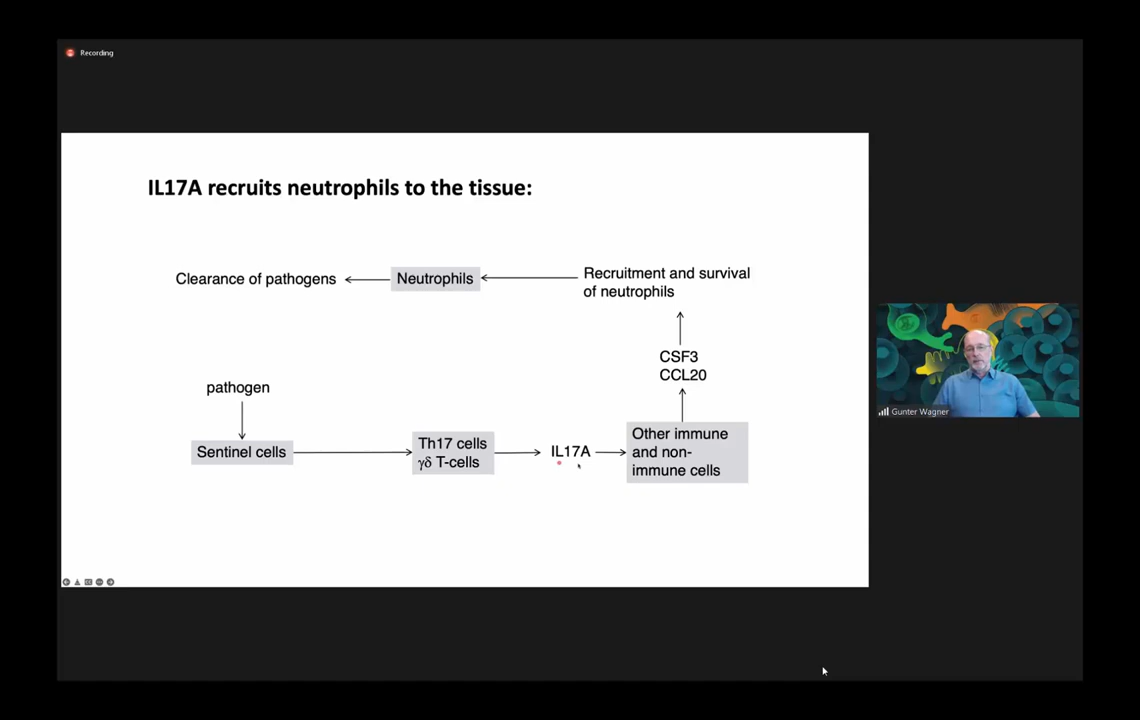 Recording
IL17A recruits neutrophils to the tissue:
Clearance of pathogens
Neutrophils
Recruitment and survival
of neutrophils
CSF3
CCL20
pathogen
Sentinel cells
Th17 cells
γδ T-cells
IL17A
Other immune
and non-
immune cells
Gunter Wagner